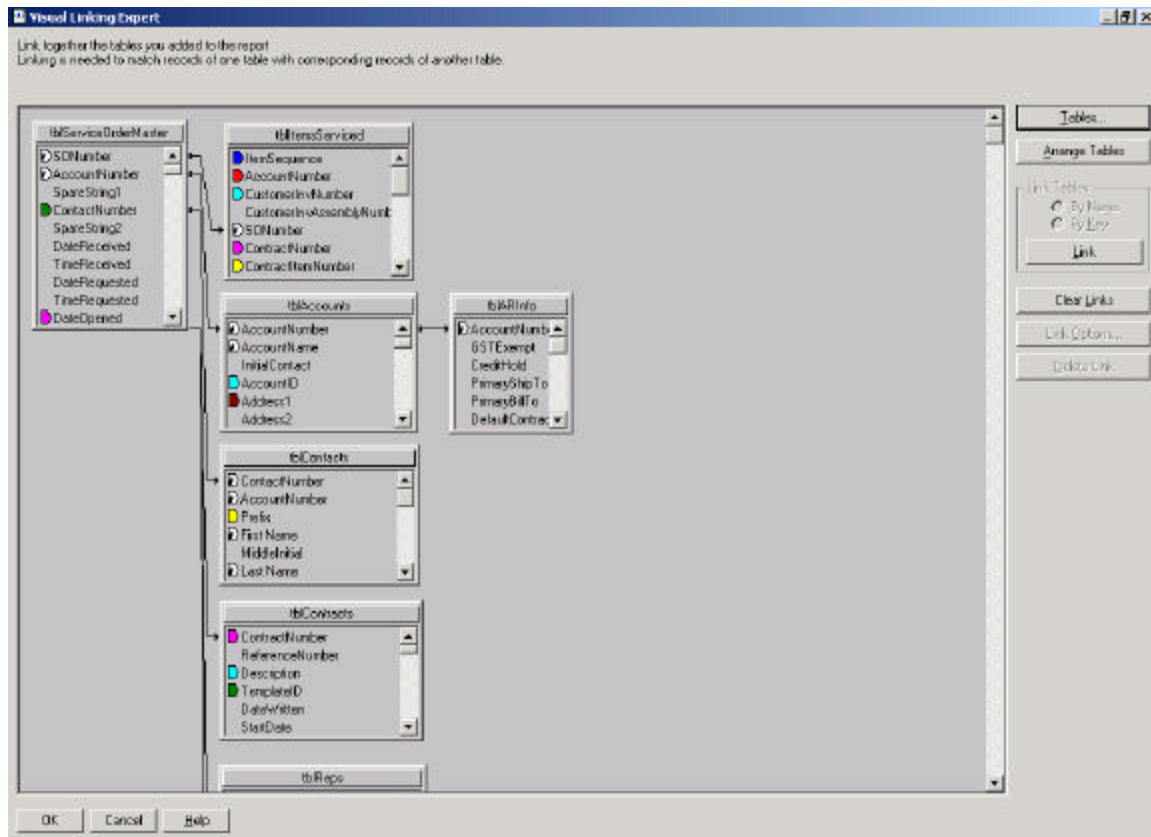 Visual Linking Expert
Link together the tables you added to the report
Linking is needed to match records of one table with corresponding records of another table.
tblServiceOrderMaster
SONumber
AccountNumber
SpareString1
ContactNumber
SpareString2
DateReceived
TimeReceived
DateRequested
TimeRequested
DateOpened
tblItemsServiced
ItemSequence
AccountNumber
CustomerInvNumber
CustomerInvAssemblyNumb
SONumber
ContractNumber
ContractItemNumber
tblAccounts
AccountNumber
AccountName
InitialContact
AccountID
Address1
Address2
tblARInfo
AccountNumb
GSTExempt
CreditHold
PrimaryShipTo
PrimaryBillTo
DefaultContrac
tblContacts
ContactNumber
AccountNumber
Prefix
First Name
MiddleInitial
Last Name
tblContracts
ContractNumber
ReferenceNumber
Description
TemplateID
DateWritten
StartDate
tblReps
Tables...
Arrange Tables
Link Tables
By Name
By Key
Link
Clear Links
Link Options...
Delete Link
OK
Cancel
Help